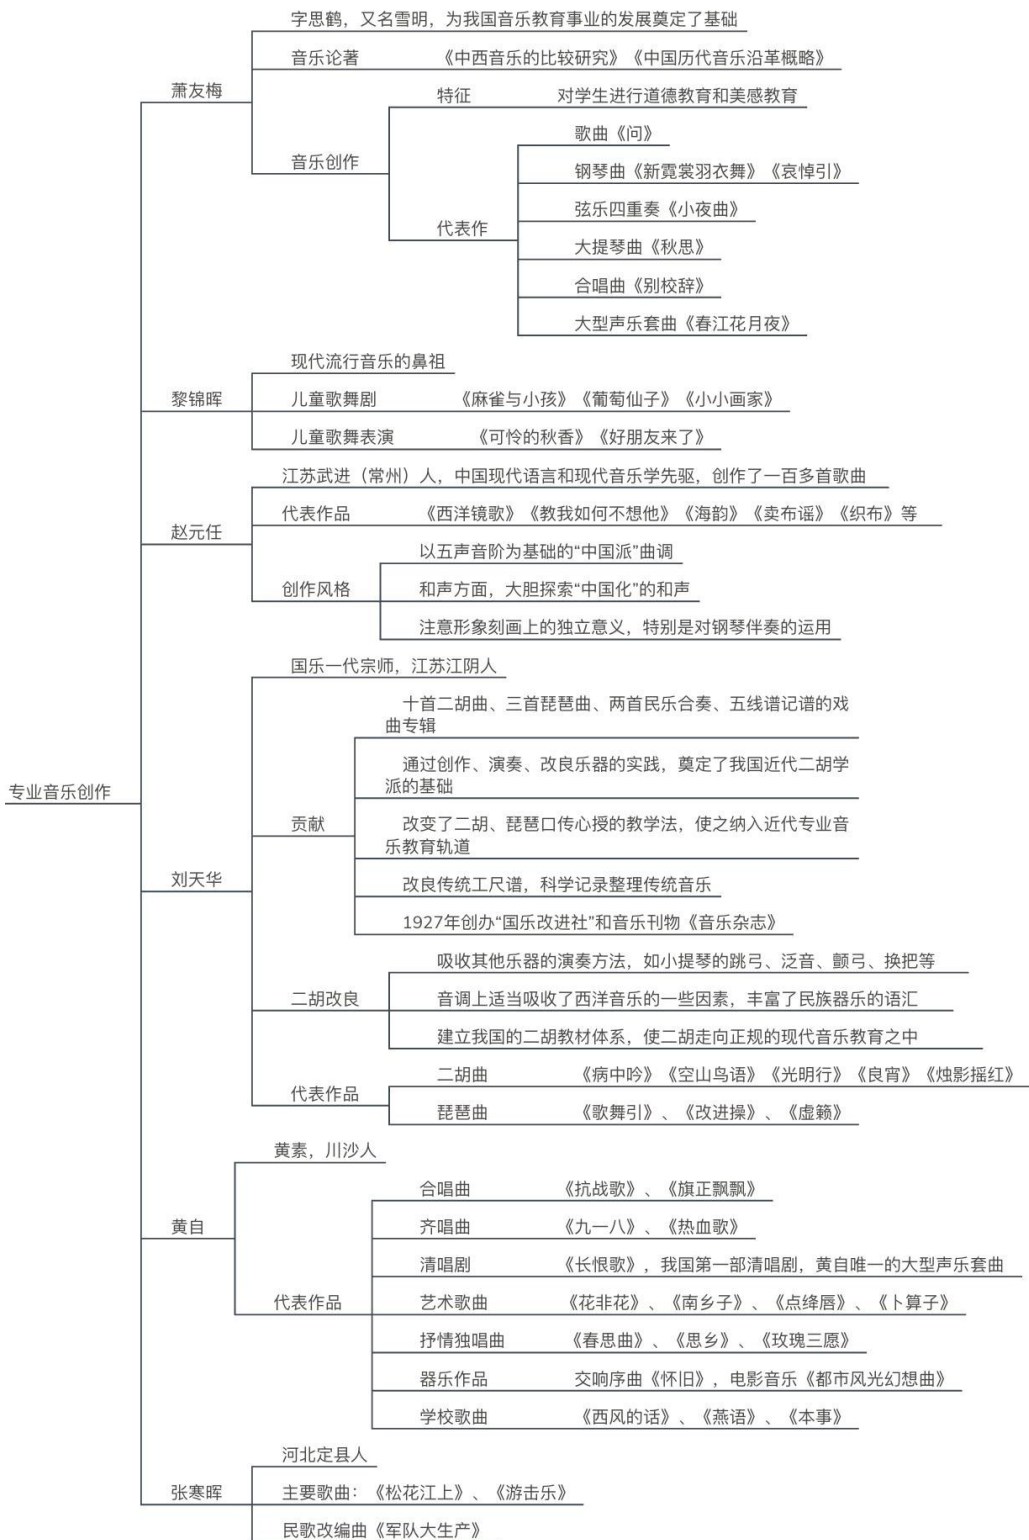 专业音乐创作
萧友梅
字思鹤，又名雪明，为我国音乐教育事业的发展奠定了基础
音乐论著 《中西音乐的比较研究》《中国历代音乐沿革概略》
音乐创作
特征 对学生进行道德教育和美感教育
代表作
歌曲《问》
钢琴曲《新霓裳羽衣舞》《哀悼引》
弦乐四重奏《小夜曲》
大提琴曲《秋思》
合唱曲《别校辞》
大型声乐套曲《春江花月夜》
黎锦晖
现代流行音乐的鼻祖
儿童歌舞剧 《麻雀与小孩》《葡萄仙子》《小小画家》
儿童歌舞表演 《可怜的秋香》《好朋友来了》
赵元任
江苏武进（常州）人，中国现代语言和现代音乐学先驱，创作了一百多首歌曲
代表作品 《西洋镜歌》《教我如何不想他》《海韵》《卖布谣》《织布》等
创作风格
以五声音阶为基础的“中国派”曲调
和声方面，大胆探索“中国化”的和声
注意形象刻画上的独立意义，特别是对钢琴伴奏的运用
刘天华
国乐一代宗师，江苏江阴人
贡献
十首二胡曲、三首琵琶曲、两首民乐合奏、五线谱记谱的戏
曲专辑
通过创作、演奏、改良乐器的实践，奠定了我国近代二胡学
派的基础
改变了二胡、琵琶口传心授的教学法，使之纳入近代专业音
乐教育轨道
改良传统工尺谱，科学记录整理传统音乐
1927年创办“国乐改进社”和音乐刊物《音乐杂志》
二胡改良
吸收其他乐器的演奏方法，如小提琴的跳弓、泛音、颤弓、换把等
音调上适当吸收了西洋音乐的一些因素，丰富了民族器乐的语汇
建立我国的二胡教材体系，使二胡走向正规的现代音乐教育之中
代表作品
二胡曲 《病中吟》《空山鸟语》《光明行》《良宵》《烛影摇红》
琵琶曲 《歌舞引》、《改进操》、《虚籁》
黄自
黄素，川沙人
代表作品
合唱曲 《抗战歌》、《旗正飘飘》
齐唱曲 《九一八》、《热血歌》
清唱剧 《长恨歌》，我国第一部清唱剧，黄自唯一的大型声乐套曲
艺术歌曲 《花非花》、《南乡子》、《点绛唇》、《卜算子》
抒情独唱曲 《春思曲》、《思乡》、《玫瑰三愿》
器乐作品 交响序曲《怀旧》，电影音乐《都市风光幻想曲》
学校歌曲 《西风的话》、《燕语》、《本事》
张寒晖
河北定县人
主要歌曲：《松花江上》、《游击乐》
民歌改编曲《军队大生产》